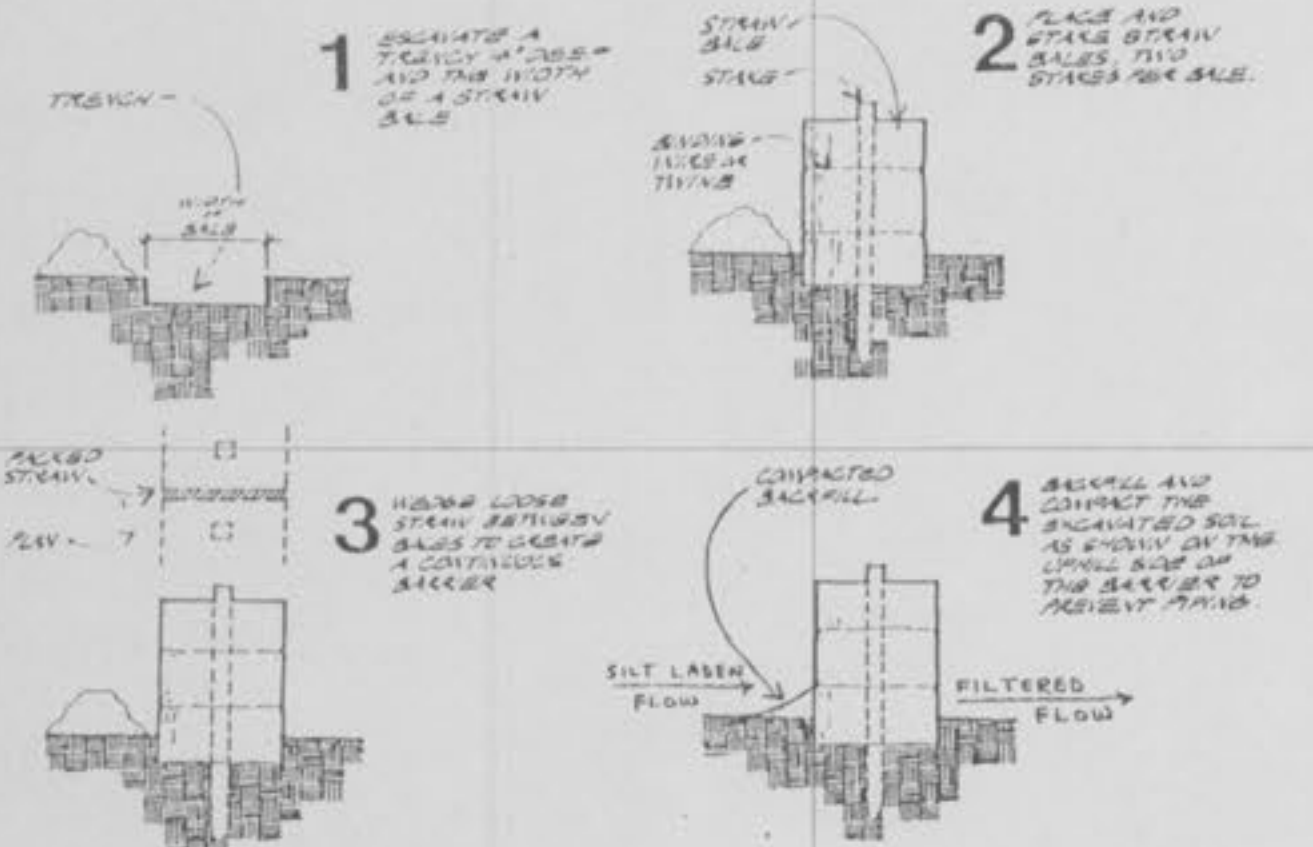 1
EXCAVATE A
TRENCH 4" DEEP
AND THE WIDTH
OF A STRAW
BALE
TRENCH
WIDTH
OF
BALE
2
PLACE AND
STAKE STRAW
BALES, TWO
STAKES PER BALE.
STRAW
BALE
STAKE
BINDING
WIRE OR
TWINE
3
WEDGE LOOSE
STRAW BETWEEN
BALES TO CREATE
A CONTINUOUS
BARRIER
PACKED
STRAW
PLAN
4
BACKFILL AND
COMPACT THE
EXCAVATED SOIL
AS SHOWN ON THE
UPHILL SIDE OF
THE BARRIER TO
PREVENT PIPING.
COMPACTED
BACKFILL
SILT LADEN
FLOW
FILTERED
FLOW